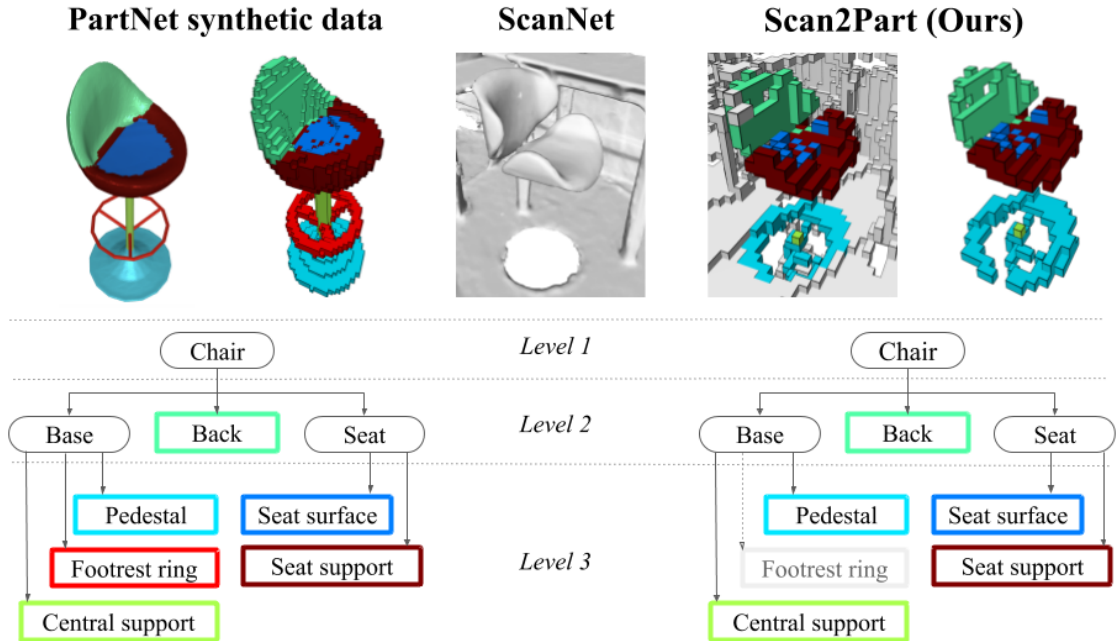 PartNet synthetic data
ScanNet
Scan2Part (Ours)
Level 1
Chair
Chair
Level 2
Base
Back
Seat
Base
Back
Seat
Level 3
Pedestal
Seat surface
Footrest ring
Seat support
Central support
Pedestal
Seat surface
Footrest ring
Seat support
Central support